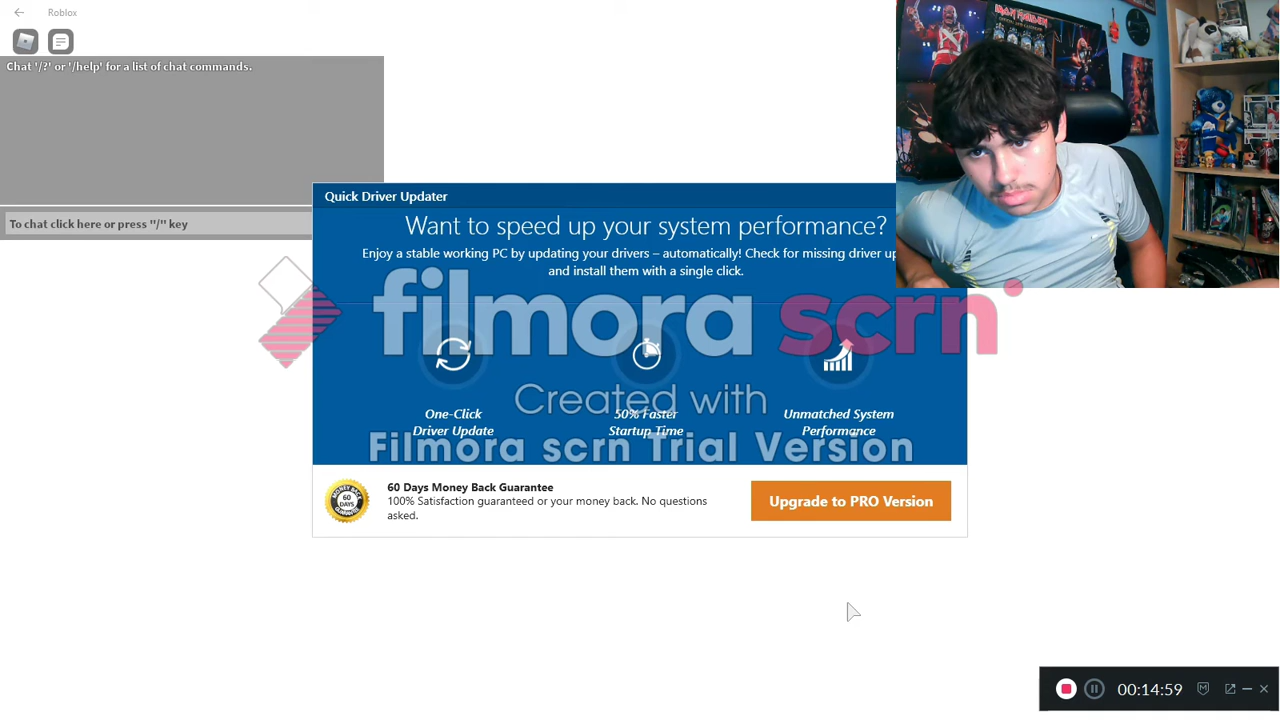 Roblox
Chat '/?' or '/help' for a list of chat commands.
To chat click here or press "/" key
IRON MAIDEN
Quick Driver Updater
Want to speed up your system performance?
Enjoy a stable working PC by updating your drivers – automatically! Check for missing driver up
and install them with a single click.
filmora scrn
Created with
Filmora scrn Trial Version
One-Click
Driver Update
50% Faster
Startup Time
Unmatched System
Performance
MONEY BACK
60
DAYS
60 Days Money Back Guarantee
100% Satisfaction guaranteed or your money back. No questions
asked.
Upgrade to PRO Version
00:14:59